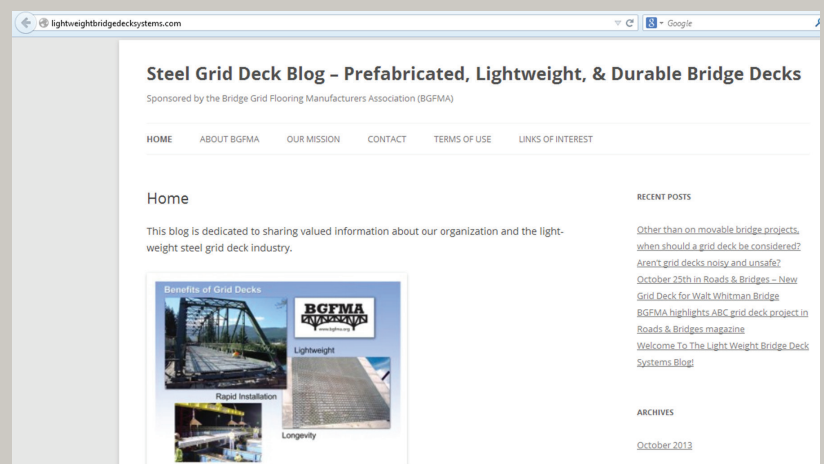 lightweightbridgedecksystems.com
Google
Steel Grid Deck Blog – Prefabricated, Lightweight, & Durable Bridge Decks
Sponsored by the Bridge Grid Flooring Manufacturers Association (BGFMA)
HOME ABOUT BGFMA OUR MISSION CONTACT TERMS OF USE LINKS OF INTEREST
Home
This blog is dedicated to sharing valued information about our organization and the light-
weight steel grid deck industry.
Benefits of Grid Decks
BGFMA
www.bgfma.org
Lightweight
Rapid Installation
Longevity
RECENT POSTS
Other than on movable bridge projects,
when should a grid deck be considered?
Aren't grid decks noisy and unsafe?
October 25th in Roads & Bridges – New
Grid Deck for Walt Whitman Bridge
BGFMA highlights ABC grid deck project in
Roads & Bridges magazine
Welcome To The Light Weight Bridge Deck
Systems Blog!
ARCHIVES
October 2013